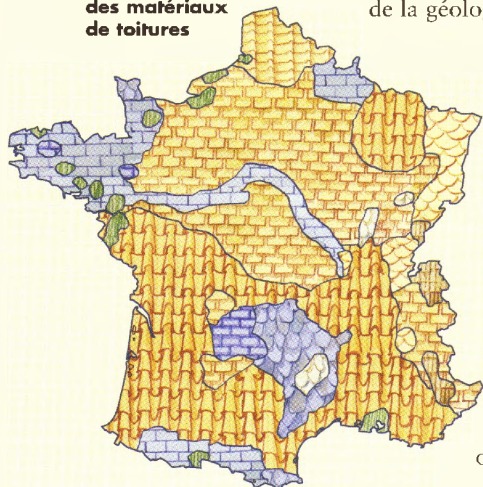 des matériaux
de toitures
de la géolo